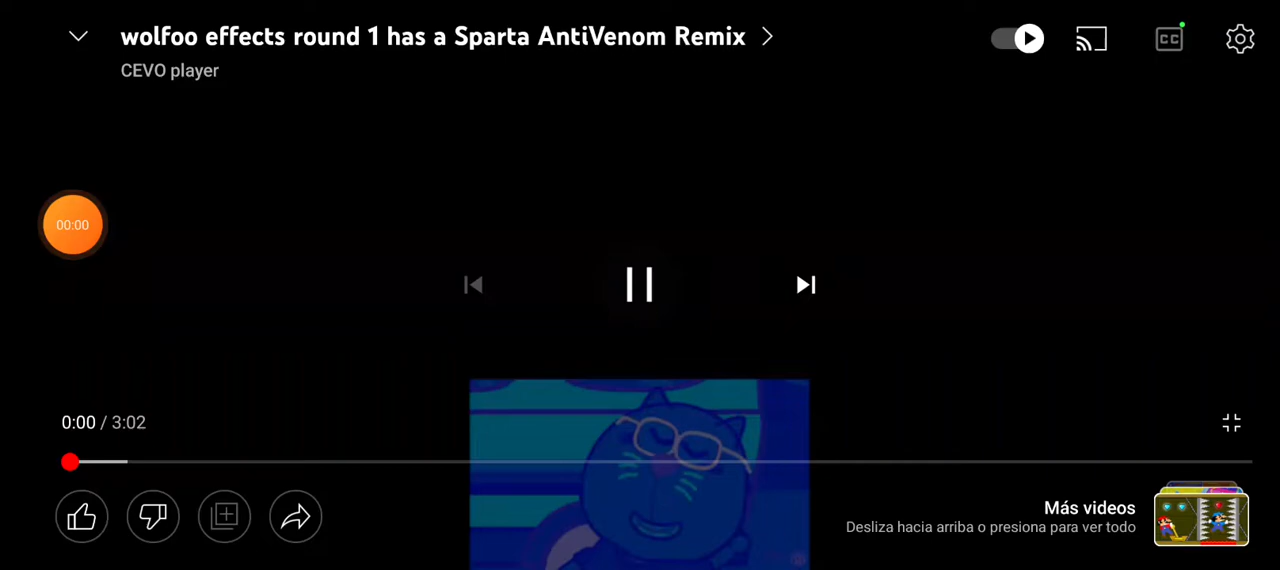 wolfoo effects round 1 has a Sparta AntiVenom Remix
CEVO player
CC
00:00
0:00 / 3:02
Más videos
Desliza hacia arriba o presiona para ver todo